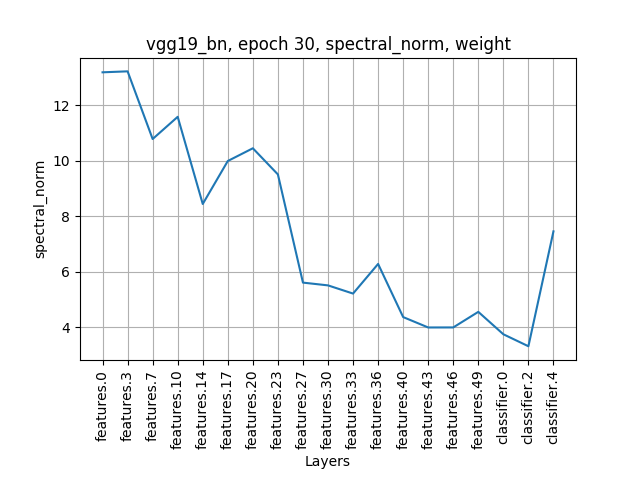 vgg19_bn, epoch 30, spectral_norm, weight
12
10
8
6
4
spectral_norm
features.0
features.3
features.7
features.10
features.14
features.17
features.20
features.23
features.27
features.30
features.33
features.36
features.40
features.43
features.46
features.49
classifier.0
classifier.2
classifier.4
Layers